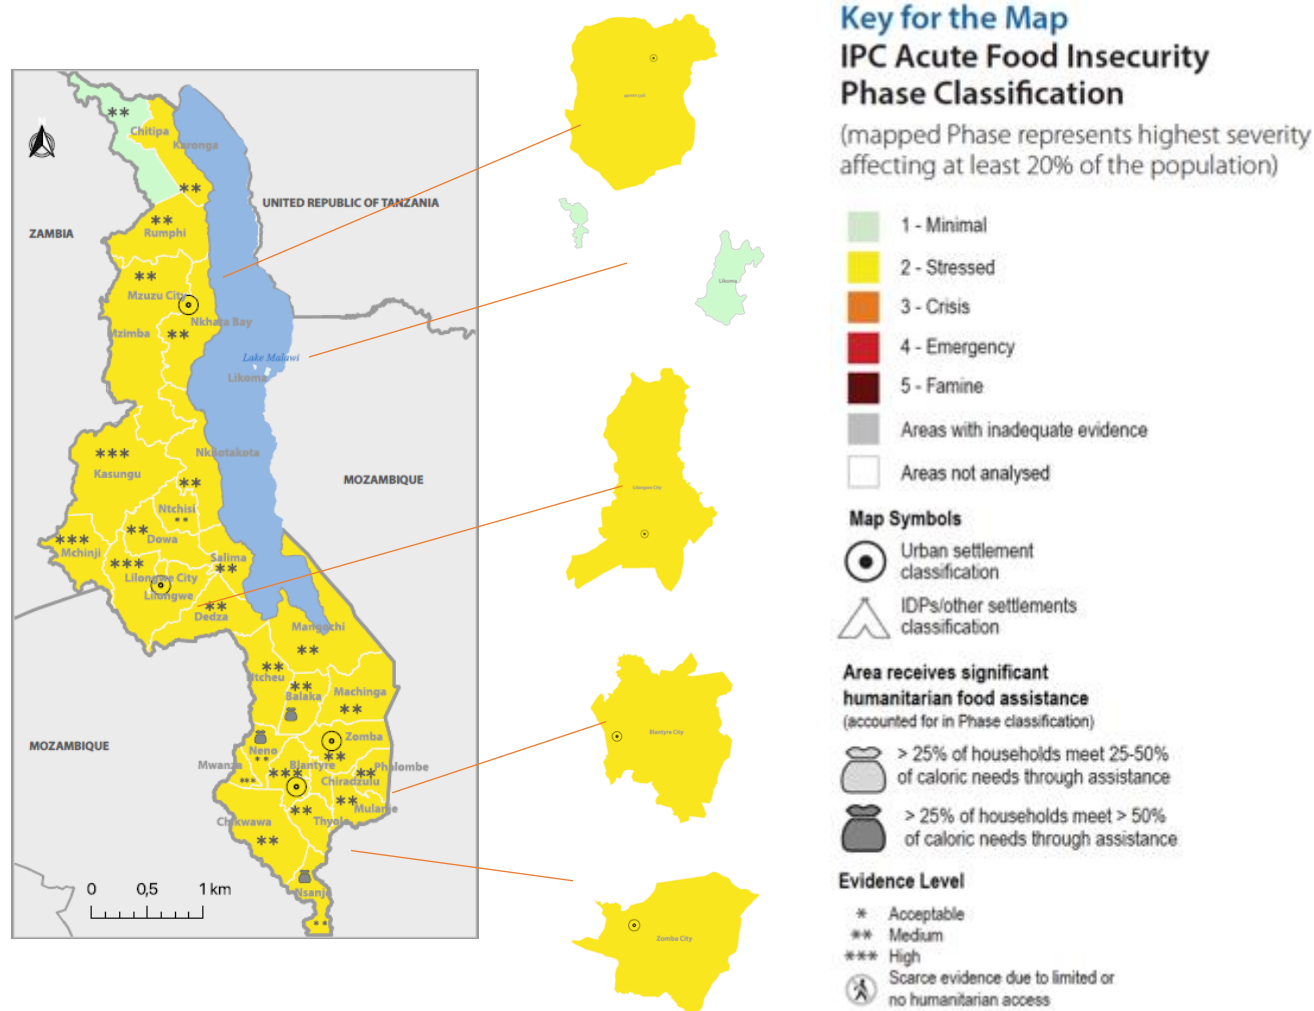 Key for the Map
IPC Acute Food Insecurity
Phase Classification
(mapped Phase represents highest severity
affecting at least 20% of the population)
1 - Minimal
2 - Stressed
3 - Crisis
4 - Emergency
5 - Famine
Areas with inadequate evidence
Areas not analysed
Map Symbols
Urban settlement
classification
IDPs/other settlements
classification
Area receives significant
humanitarian food assistance
(accounted for in Phase classification)
> 25% of households meet 25-50%
of caloric needs through assistance
> 25% of households meet > 50%
of caloric needs through assistance
Evidence Level
* Acceptable
** Medium
*** High
Scarce evidence due to limited or
no humanitarian access
N
ZAMBIA
UNITED REPUBLIC OF TANZANIA
MOZAMBIQUE
MOZAMBIQUE
**
Chitipa
Karonga
**
**
Rumphi
**
Mzuzu City
Nkhata Bay
Mzimba
**
Lake Malawi
Likoma
Nkhotakota
***
Kasungu
**
Ntchisi
**
**
Dowa
***
Mchinji
***
Salima
**
Lilongwe City
Lilongwe
**
Dedza
Mangochi
**
**
Ntcheu
**
Balaka
Machinga
**
Zomba
**
Neno
**
Mwanza
***
Blantyre
***
Phalombe
**
Chiradzulu
**
Mulanje
**
Thyolo
Chikwawa
**
Nsanje
**
0 0,5 1 km
Likoma
Lilongwe City
Blantyre City
Zomba City